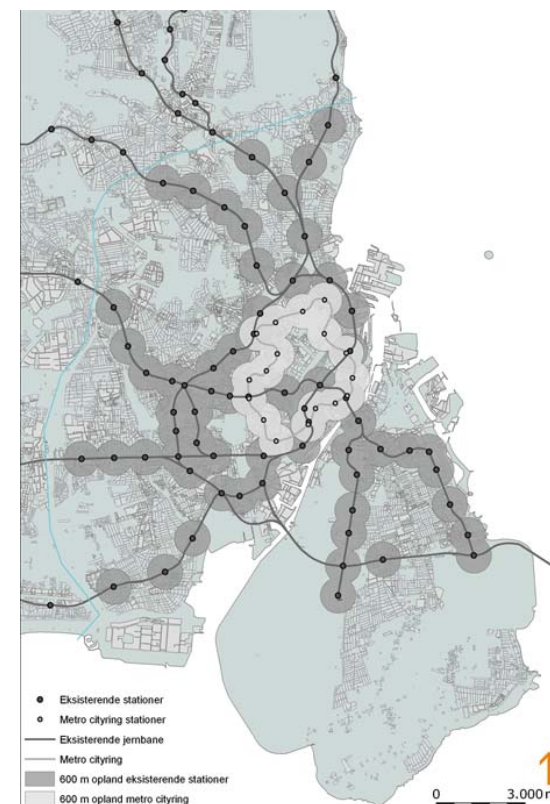 Eksisterende stationer
Metro cityring stationer
Eksisterende jernbane
Metro cityring
600 m opland eksisterende stationer
600 m opland metro cityring
1
0 3.000 m